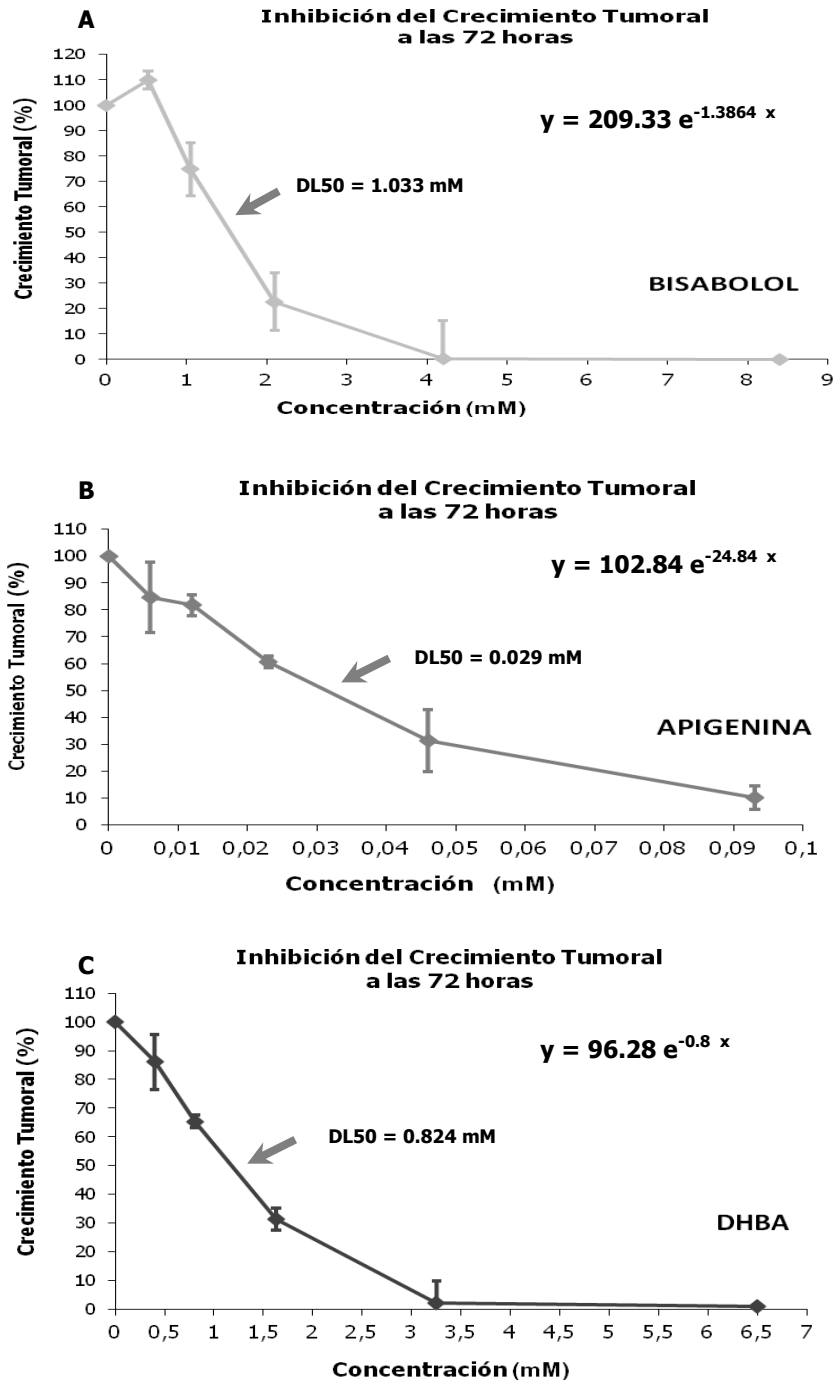 A
Inhibición del Crecimiento Tumoral
a las 72 horas
Crecimiento Tumoral (%)
120
110
100
90
80
70
60
50
40
30
20
10
0
y = 209.33 e-1.3864 x
DL50 = 1.033 mM
BISABOLOL
0 1 2 3 4 5 6 7 8 9
Concentración (mM)
B
Inhibición del Crecimiento Tumoral
a las 72 horas
Crecimiento Tumoral (%)
110
100
90
80
70
60
50
40
30
20
10
0
y = 102.84 e-24.84 x
DL50 = 0.029 mM
APIGENINA
0 0,01 0,02 0,03 0,04 0,05 0,06 0,07 0,08 0,09 0,1
Concentración (mM)
C
Inhibición del Crecimiento Tumoral
a las 72 horas
Crecimiento Tumoral (%)
110
100
90
80
70
60
50
40
30
20
10
0
y = 96.28 e-0.8 x
DL50 = 0.824 mM
DHBA
0 0,5 1 1,5 2 2,5 3 3,5 4 4,5 5 5,5 6 6,5 7
Concentración (mM)